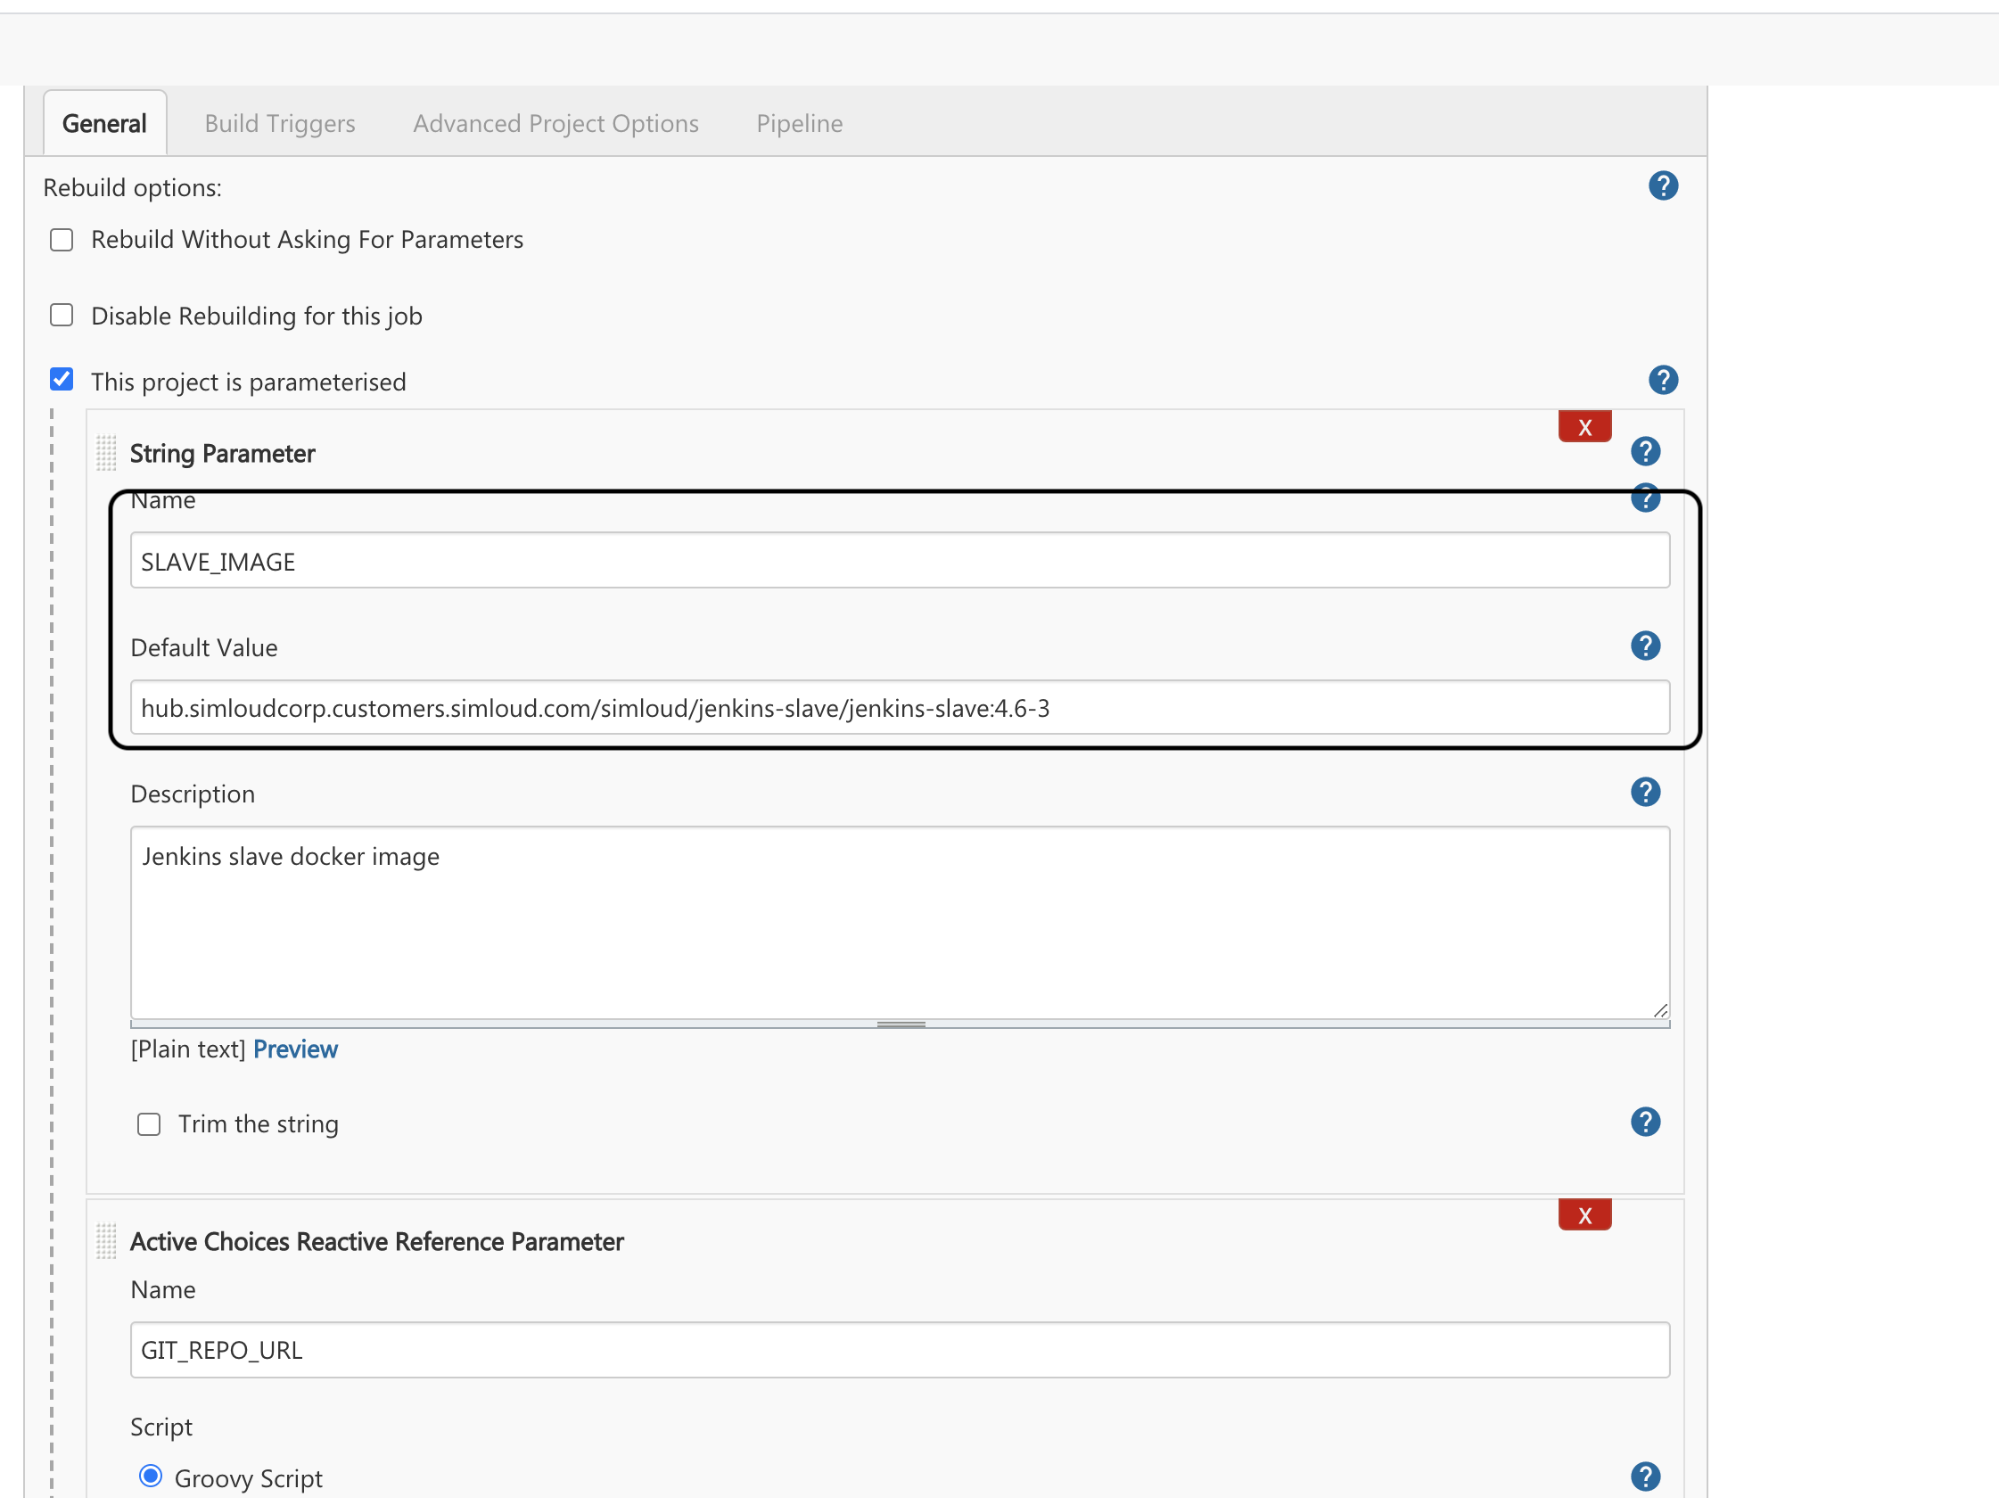 General Build Triggers Advanced Project Options Pipeline
Rebuild options:
?
Rebuild Without Asking For Parameters
Disable Rebuilding for this job
This project is parameterised
?
X
String Parameter
?
Name
?
SLAVE_IMAGE
Default Value
?
hub.simloudcorp.customers.simloud.com/simloud/jenkins-slave/jenkins-slave:4.6-3
Description
?
Jenkins slave docker image
[Plain text] Preview
Trim the string
?
X
Active Choices Reactive Reference Parameter
Name
GIT_REPO_URL
Script
Groovy Script
?